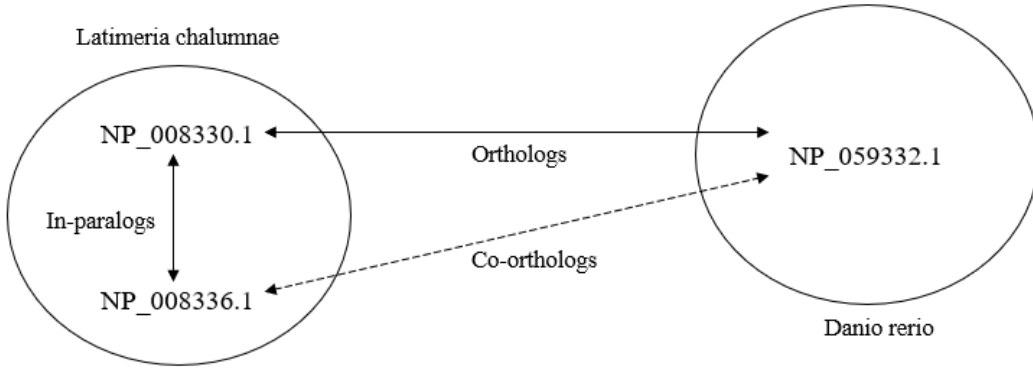 Latimeria chalumnae
NP_008330.1
Orthologs
NP_059332.1
In-paralogs
Co-orthologs
NP_008336.1
Danio rerio